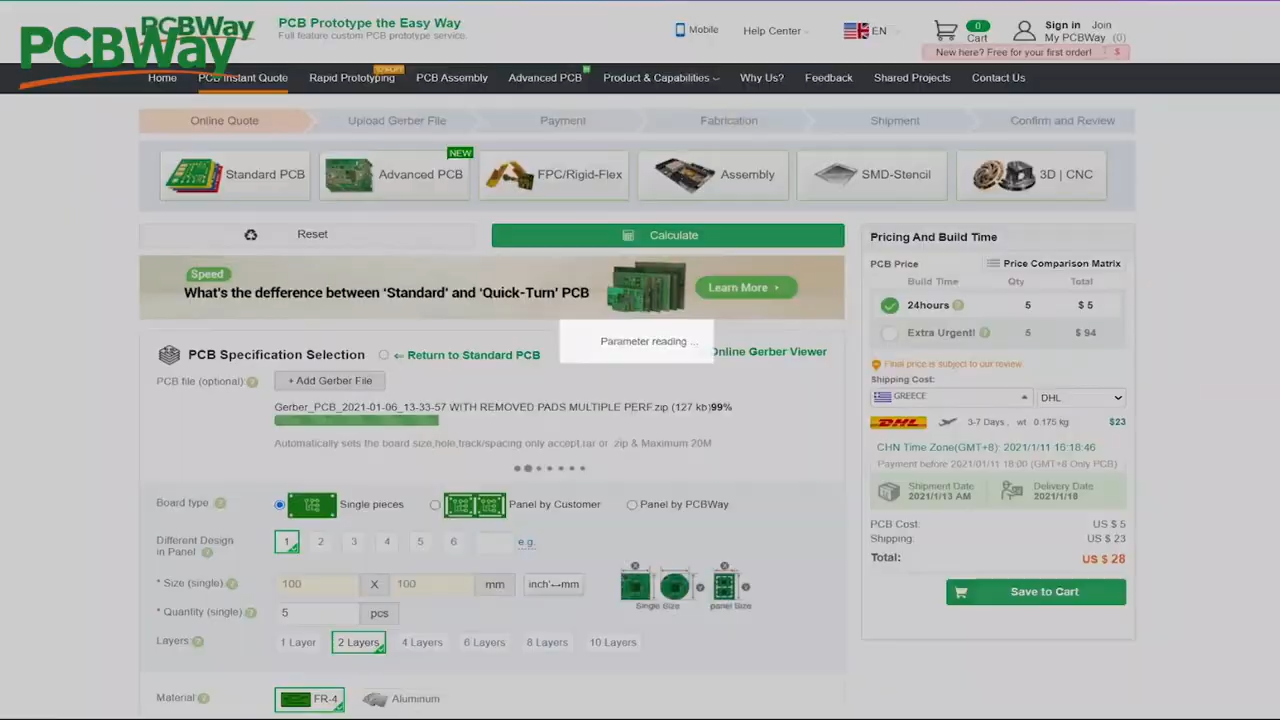 PCBWay
PCBWay
PCB Prototype the Easy Way
Full feature custom PCB prototype service.
Mobile
Help Center
EN
0
Cart
Sign in Join
My PCBWay (0)
New here? Free for your first order! $
Home PCB Instant Quote Rapid Prototyping PCB Assembly Advanced PCB Product & Capabilities Why Us? Feedback Shared Projects Contact Us
Online Quote Upload Gerber File Payment Fabrication Shipment Confirm and Review
NEW
Standard PCB Advanced PCB FPC/Rigid-Flex Assembly SMD-Stencil 3D | CNC
Reset Calculate
Speed
What's the defference between 'Standard' and 'Quick-Turn' PCB
Learn More
Parameter reading ...
PCB Specification Selection ⇐ Return to Standard PCB Online Gerber Viewer
PCB file (optional) ? + Add Gerber File
Gerber_PCB_2021-01-06_13-33-57 WITH REMOVED PADS MULTIPLE PERF.zip (127 kb)99%
Automatically sets the board size,hole,track/spacing only accept.rar or .zip & Maximum 20M
Board type ? Single pieces Panel by Customer Panel by PCBWay
Different Design
in Panel ? 1 2 3 4 5 6 e.g.
* Size (single) ? 100 X 100 mm inch↔mm
Single Size panel Size
* Quantity (single) ? 5 pcs
Layers ? 1 Layer 2 Layers 4 Layers 6 Layers 8 Layers 10 Layers
Material ? FR-4 Aluminum
Pricing And Build Time
PCB Price Price Comparison Matrix
Build Time Qty Total
24hours ? 5 $ 5
Extra Urgent! ? 5 $ 94
Final price is subject to our review.
Shipping Cost:
GREECE DHL
DHL 3-7 Days , wt 0.175 kg $23
CHN Time Zone(GMT+8): 2021/1/11 16:18:46
Payment before 2021/01/11 18:00 (GMT+8 Only PCB)
Shipment Date
2021/1/13 AM
Delivery Date
2021/1/18
PCB Cost: US $ 5
Shipping: US $ 23
Total: US $ 28
Save to Cart